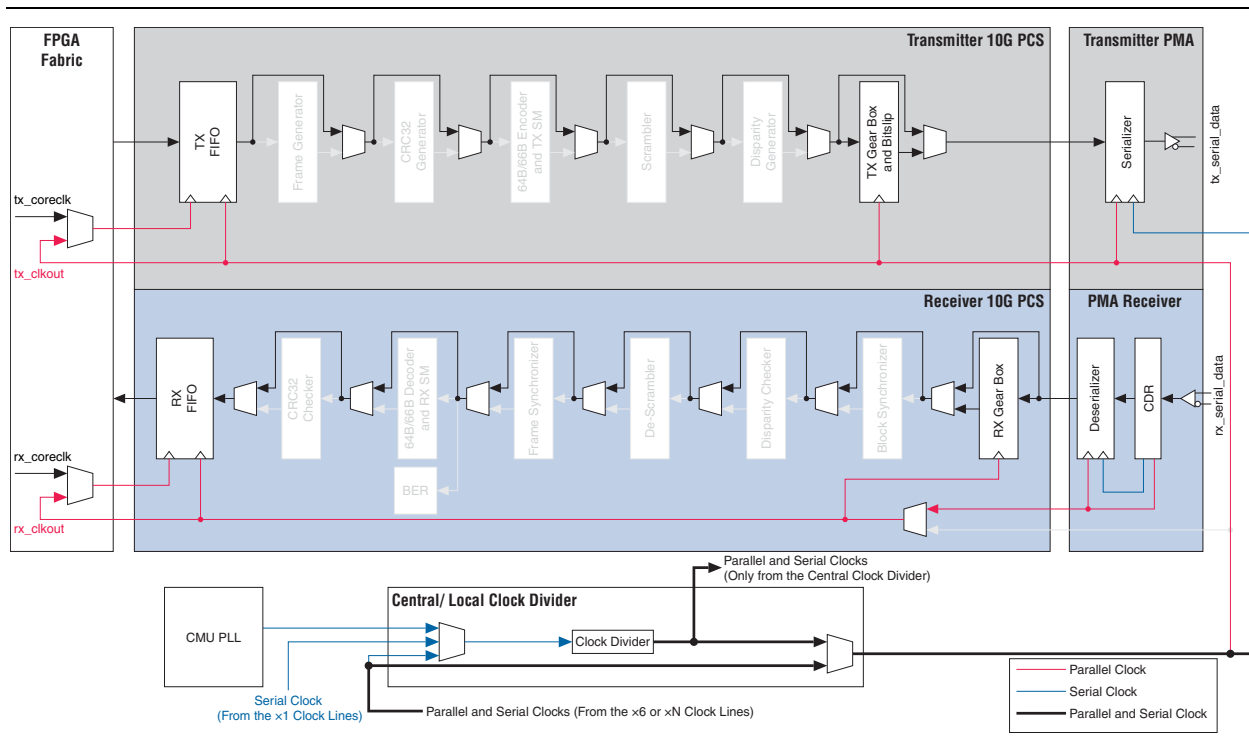 FPGA
Fabric
Transmitter 10G PCS
Transmitter PMA
TX
FIFO
Frame Generator
CRC32
Generator
64B/66B Encoder
and TX SM
Scrambler
Disparity
Generator
TX Gear Box
and Bitslip
Serializer
tx_serial_data
tx_coreclk
tx_clkout
Receiver 10G PCS
PMA Receiver
RX
FIFO
CRC32
Checker
64B/66B Decoder
and RX SM
Frame Synchronizer
De-Scrambler
Disparity Checker
Block Synchronizer
RX Gear Box
Deserializer
CDR
rx_serial_data
rx_coreclk
BER
rx_clkout
Parallel and Serial Clocks
(Only from the Central Clock Divider)
Central/ Local Clock Divider
CMU PLL
Clock Divider
Serial Clock
(From the ×1 Clock Lines)
Parallel and Serial Clocks (From the ×6 or ×N Clock Lines)
Parallel Clock
Serial Clock
Parallel and Serial Clock